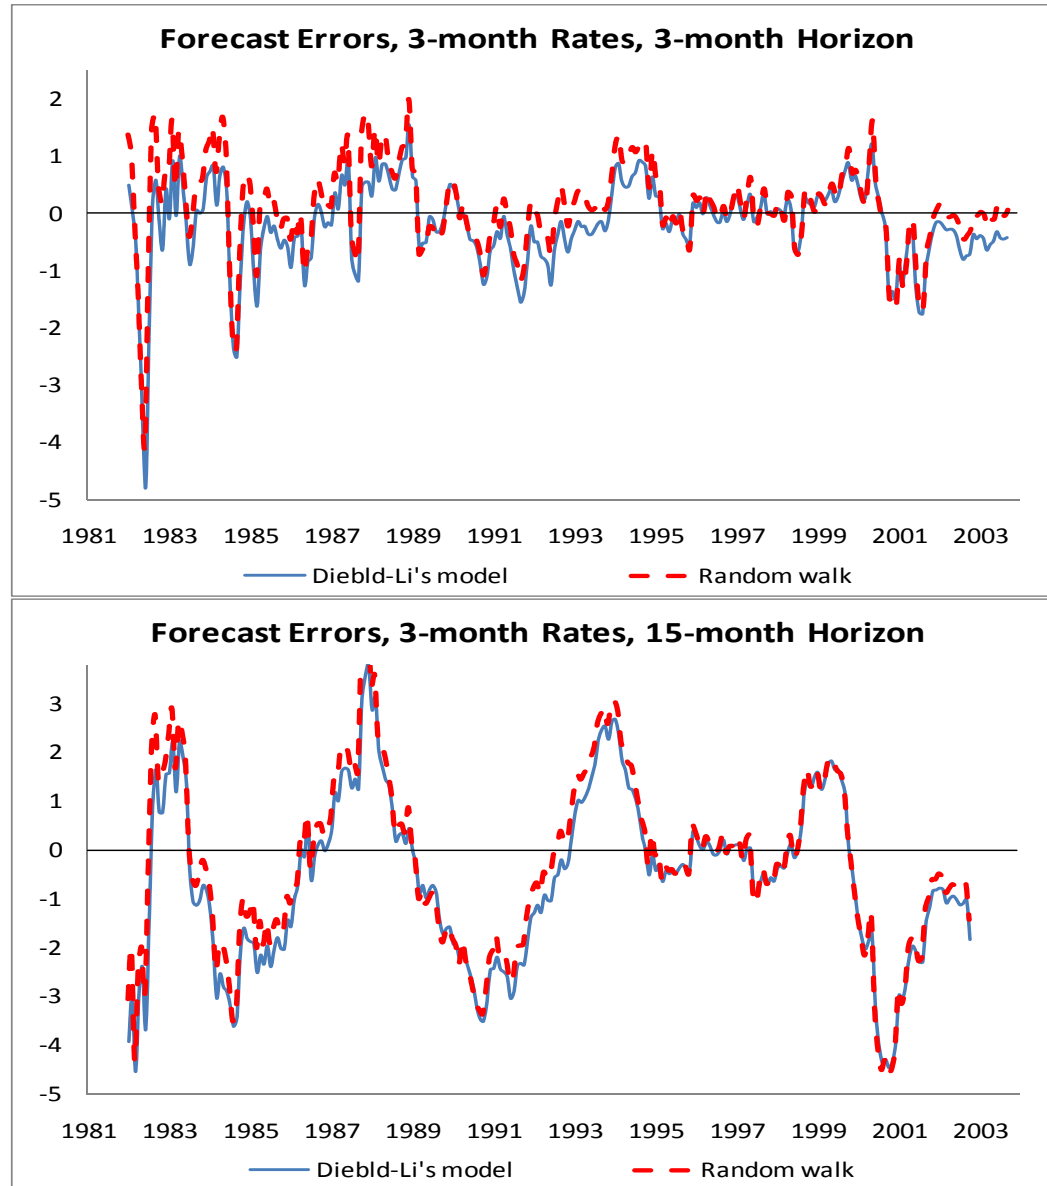 Forecast Errors, 3-month Rates, 3-month Horizon
2
1
0
-1
-2
-3
-4
-5
1981 1983 1985 1987 1989 1991 1993 1995 1997 1999 2001 2003
Diebld-Li's model Random walk
Forecast Errors, 3-month Rates, 15-month Horizon
3
2
1
0
-1
-2
-3
-4
-5
1981 1983 1985 1987 1989 1991 1993 1995 1997 1999 2001 2003
Diebld-Li's model Random walk